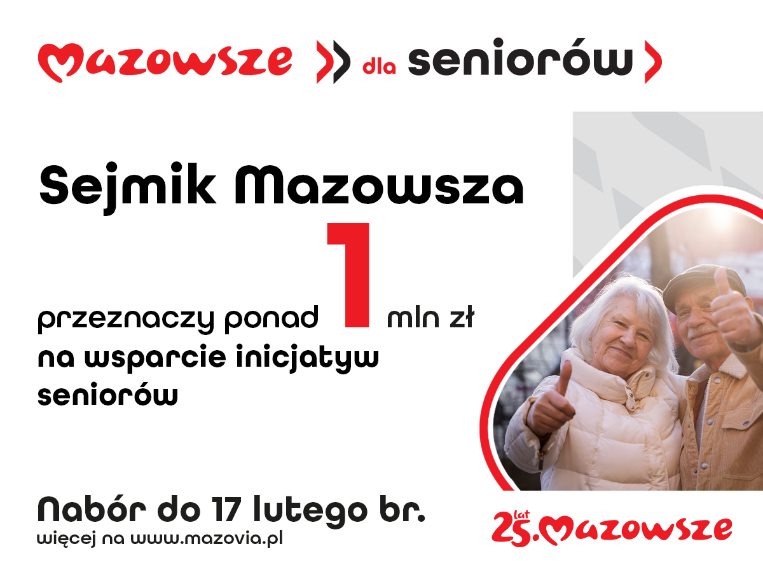 mazowsze dla seniorów
Sejmik Mazowsza
przeznaczy ponad 1 mln zł
na wsparcie inicjatyw
seniorów
Nabór do 17 lutego br.
więcej na www.mazovia.pl
25 lat. mazowsze